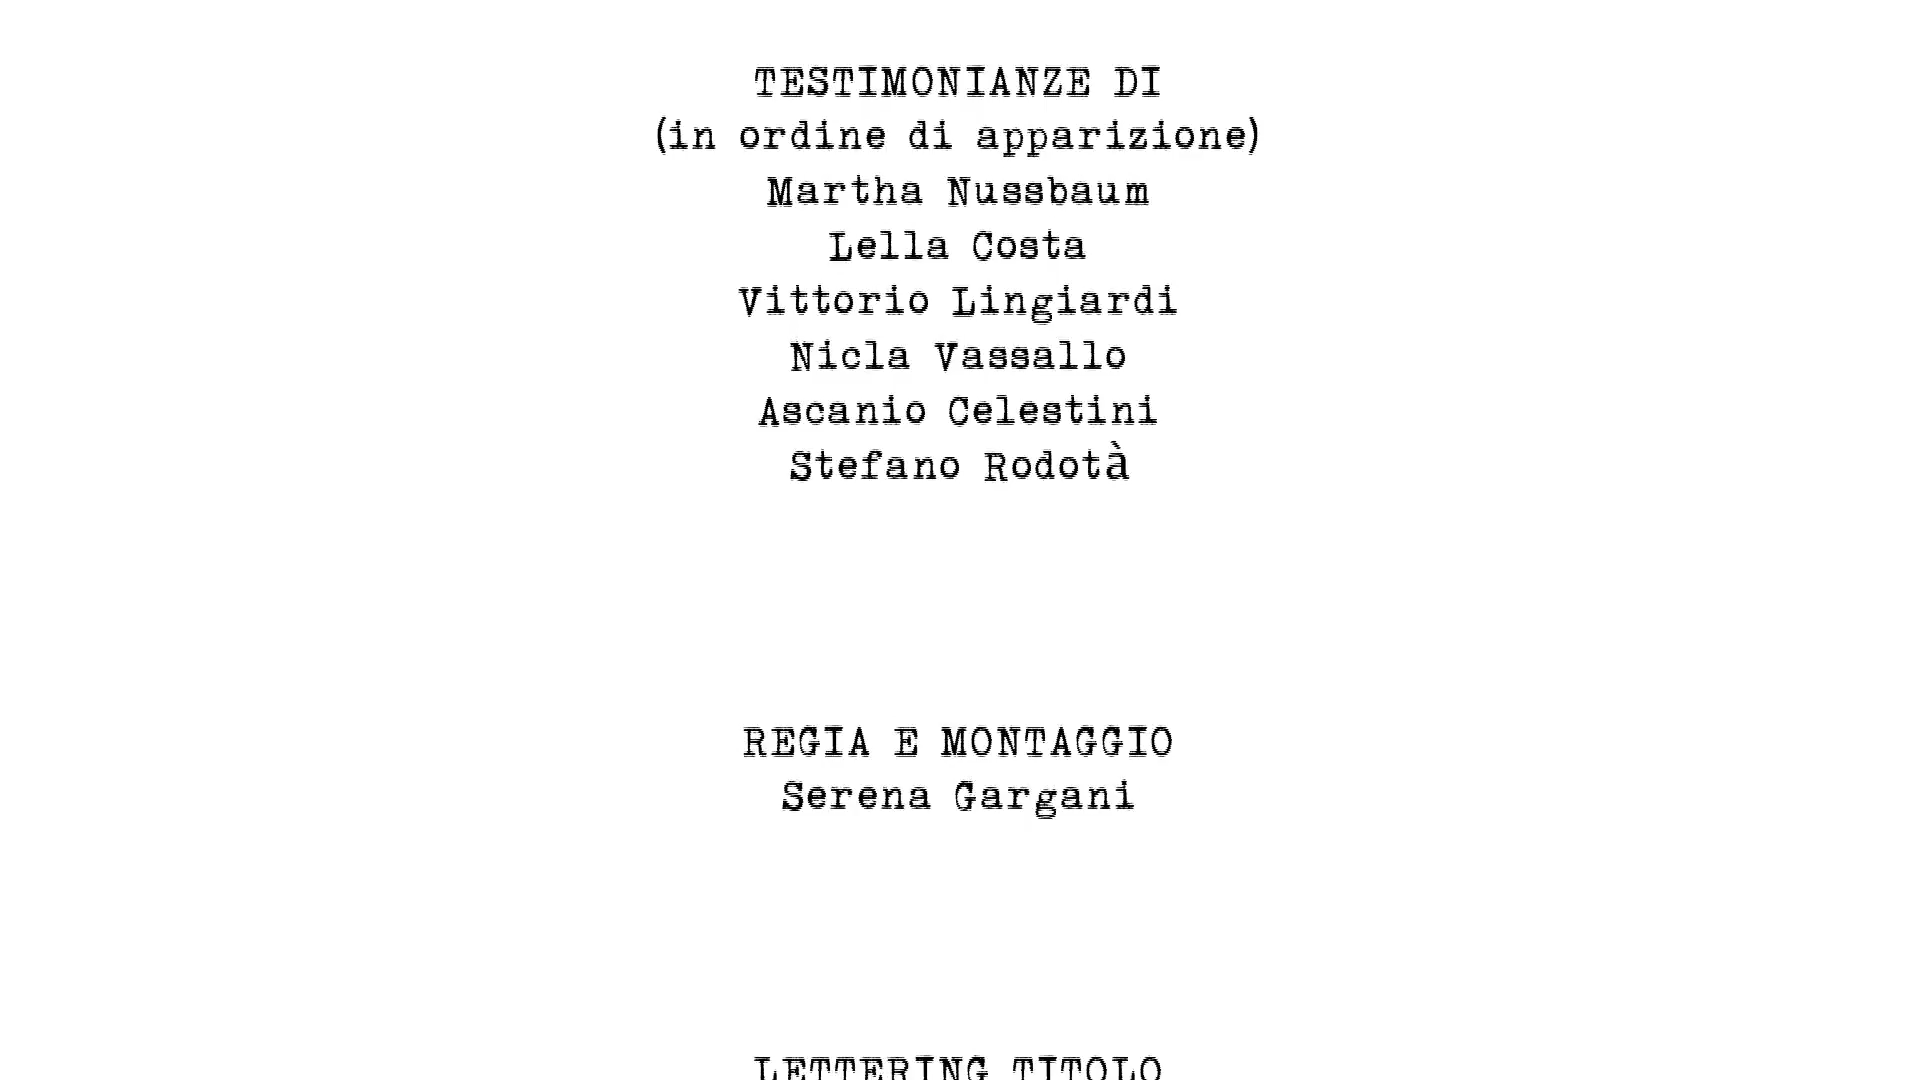 TESTIMONIANZE DI
(in ordine di apparizione)
Martha Nussbaum
Lella Costa
Vittorio Lingiardi
Nicla Vassallo
Ascanio Celestini
Stefano Rodotà
REGIA E MONTAGGIO
Serena Gargani
LETTERING TITOLO